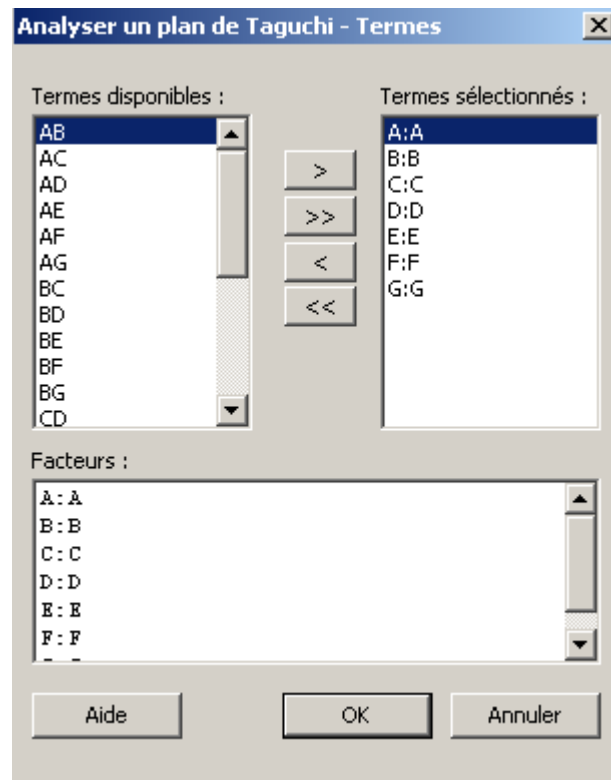 Analyser un plan de Taguchi - Termes
Termes disponibles :
Termes sélectionnés :
AB
AC
AD
AE
AF
AG
BC
BD
BE
BF
BG
CD
>
>>
<
<<
A:A
B:B
C:C
D:D
E:E
F:F
G:G
Facteurs :
A:A
B:B
C:C
D:D
E:E
F:F
Aide
OK
Annuler